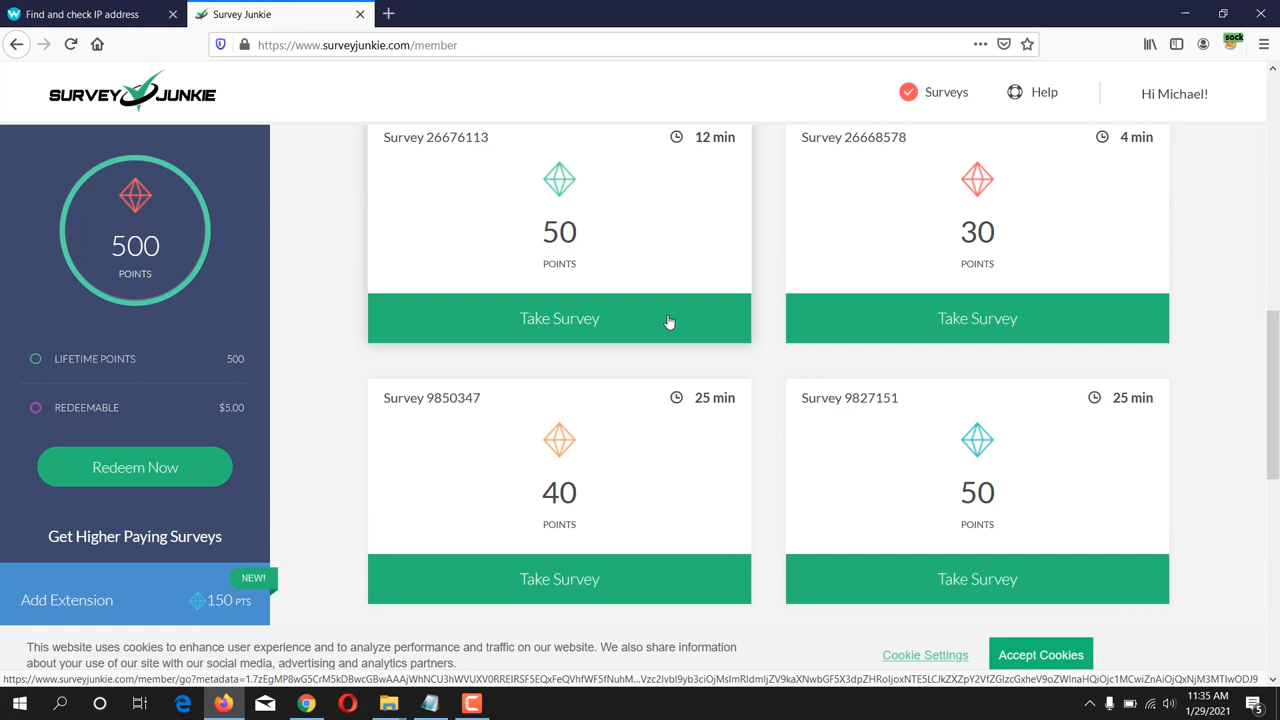 Find and check IP address
Survey Junkie
https://www.surveyjunkie.com/member
sock
SURVEY JUNKIE
Surveys
Help
Hi Michael!
500
POINTS
LIFETIME POINTS 500
REDEEMABLE $5.00
Redeem Now
Get Higher Paying Surveys
NEW!
Add Extension 150 PTS
Survey 26676113 12 min
50
POINTS
Take Survey
Survey 26668578 4 min
30
POINTS
Take Survey
Survey 9850347 25 min
40
POINTS
Take Survey
Survey 9827151 25 min
50
POINTS
Take Survey
This website uses cookies to enhance user experience and to analyze performance and traffic on our website. We also share information
about your use of our site with our social media, advertising and analytics partners.
Cookie Settings
Accept Cookies
11:35 AM
1/29/2021
5